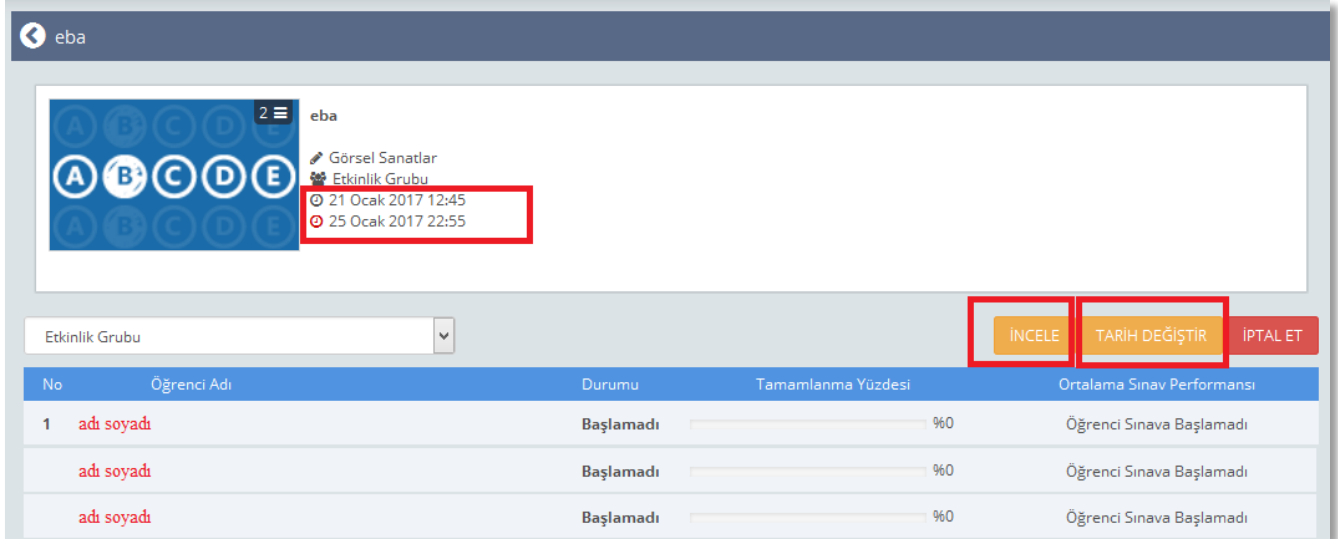 eba
2
A B C D E
A B C D E
A B C D E
eba
Görsel Sanatlar
Etkinlik Grubu
21 Ocak 2017 12:45
25 Ocak 2017 22:55
Etkinlik Grubu
İNCELE TARİH DEĞİŞTİR İPTAL ET
No Öğrenci Adı Durumu Tamamlanma Yüzdesi Ortalama Sınav Performansı
1 adı soyadı Başlamadı %0 Öğrenci Sınava Başlamadı
adı soyadı Başlamadı %0 Öğrenci Sınava Başlamadı
adı soyadı Başlamadı %0 Öğrenci Sınava Başlamadı